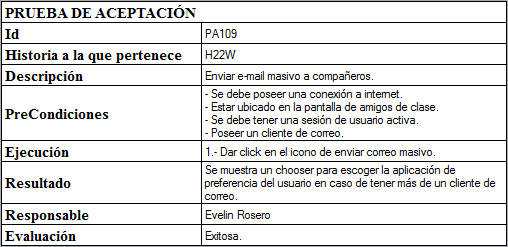 PRUEBA DE ACEPTACIÓN
Id PA109
Historia a la que pertenece H22W
Descripción Enviar e-mail masivo a compañeros.
PreCondiciones - Se debe poseer una conexión a internet.
- Estar ubicado en la pantalla de amigos de clase.
- Se debe tener una sesión de usuario activa.
- Poseer un cliente de correo.
Ejecución 1.- Dar click en el icono de enviar correo masivo.
Resultado Se muestra un chooser para escoger la aplicación de
preferencia del usuario en caso de tener más de un cliente de
correo.
Responsable Evelin Rosero
Evaluación Exitosa.